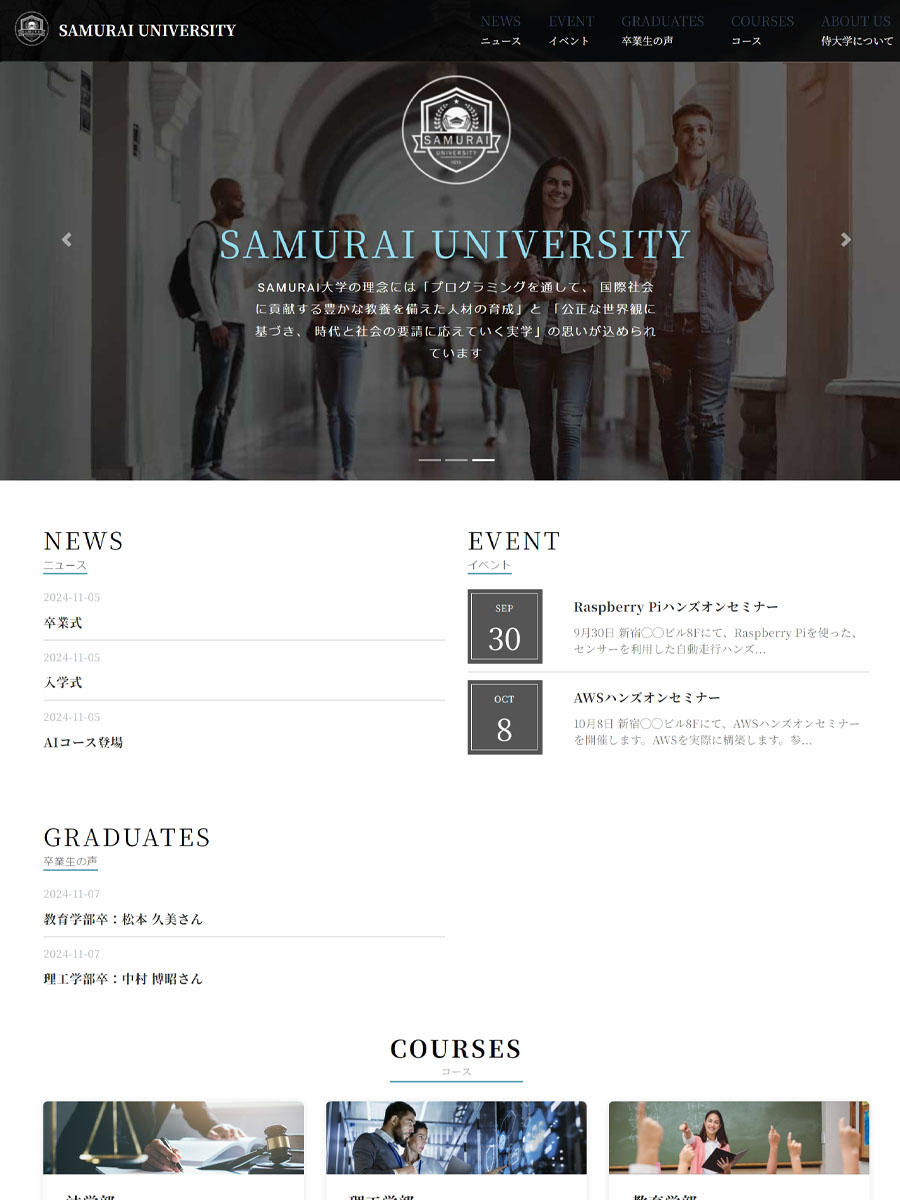 SAMURAI UNIVERSITY
NEWS
ニュース
EVENT
イベント
GRADUATES
卒業生の声
COURSES
コース
ABOUT US
侍大学について
SAMURAI
UNIVERSITY
SAMURAI UNIVERSITY
SAMURAI大学の理念には「プログラミングを通して、 国際社会
に貢献する豊かな教養を備えた人材の育成」と 「公正な世界観に
基づき、 時代と社会の要請に応えていく実学」の思いが込められ
ています
NEWS
ニュース
2024-11-05
卒業式
2024-11-05
入学式
2024-11-05
AIコース登場
EVENT
イベント
SEP
30
Raspberry Piハンズオンセミナー
9月30日 新宿◯◯ビル8Fにて、Raspberry Piを使った、
センサーを利用した自動走行ハンズ...
OCT
8
AWSハンズオンセミナー
10月8日 新宿◯◯ビル8Fにて、AWSハンズオンセミナー
を開催します。AWSを実際に構築します。参...
GRADUATES
卒業生の声
2024-11-07
教育学部卒：松本 久美さん
2024-11-07
理工学部卒：中村 博昭さん
COURSES
コース
法学部
理工学部
教育学部